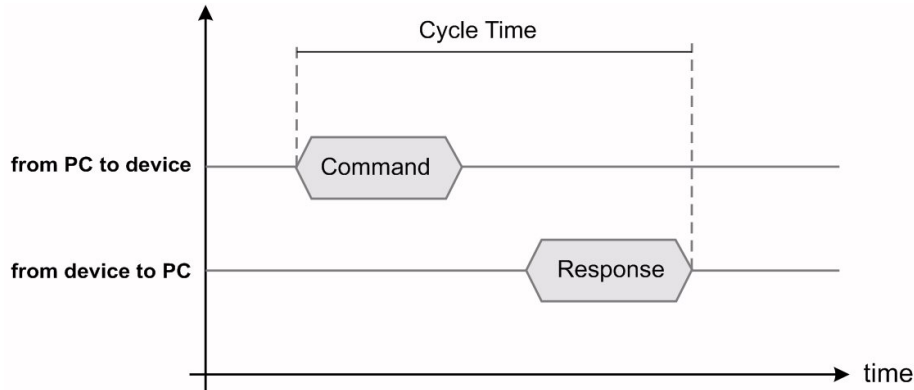 Cycle Time
from PC to device
Command
from device to PC
Response
time